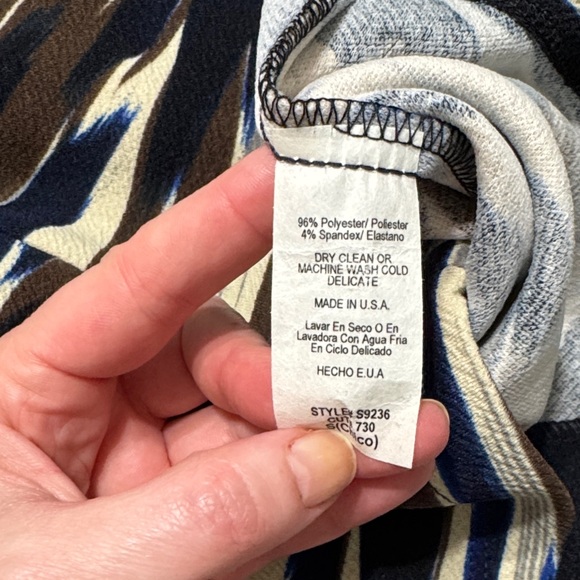 96% Polyester/ Poliester
4% Spandex/ Elastano
DRY CLEAN OR
MACHINE WASH COLD
DELICATE
MADE IN U.S.A.
Lavar En Seco O En
Lavadora Con Agua Fria
En Ciclo Delicado
HECHO E.U.A
STYLE S9236
730